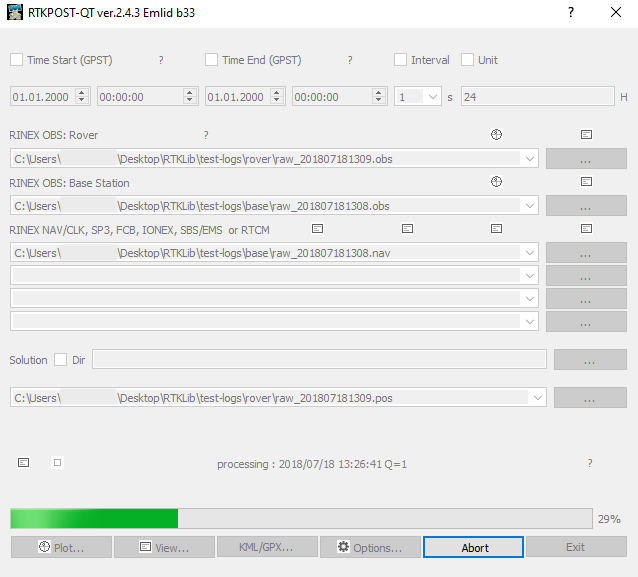 RTKPOST-QT ver.2.4.3 Emlid b33 ?
Time Start (GPST) ? Time End (GPST) ? Interval Unit
01.01.2000 00:00:00 01.01.2000 00:00:00 1 s 24 H
RINEX OBS: Rover ?
C:\Users\ \Desktop\RTKLib\test-logs\rover\raw_201807181309.obs ...
RINEX OBS: Base Station
C:\Users\ \Desktop\RTKLib\test-logs\base\raw_201807181308.obs ...
RINEX NAV/CLK, SP3, FCB, IONEX, SBS/EMS or RTCM
C:\Users\ \Desktop\RTKLib\test-logs\base\raw_201807181308.nav ...
...
...
...
Solution Dir ...
C:\Users\ \Desktop\RTKLib\test-logs\rover\raw_201807181309.pos ...
processing : 2018/07/18 13:26:41 Q=1 ?
29%
Plot... View... KML/GPX... Options... Abort Exit